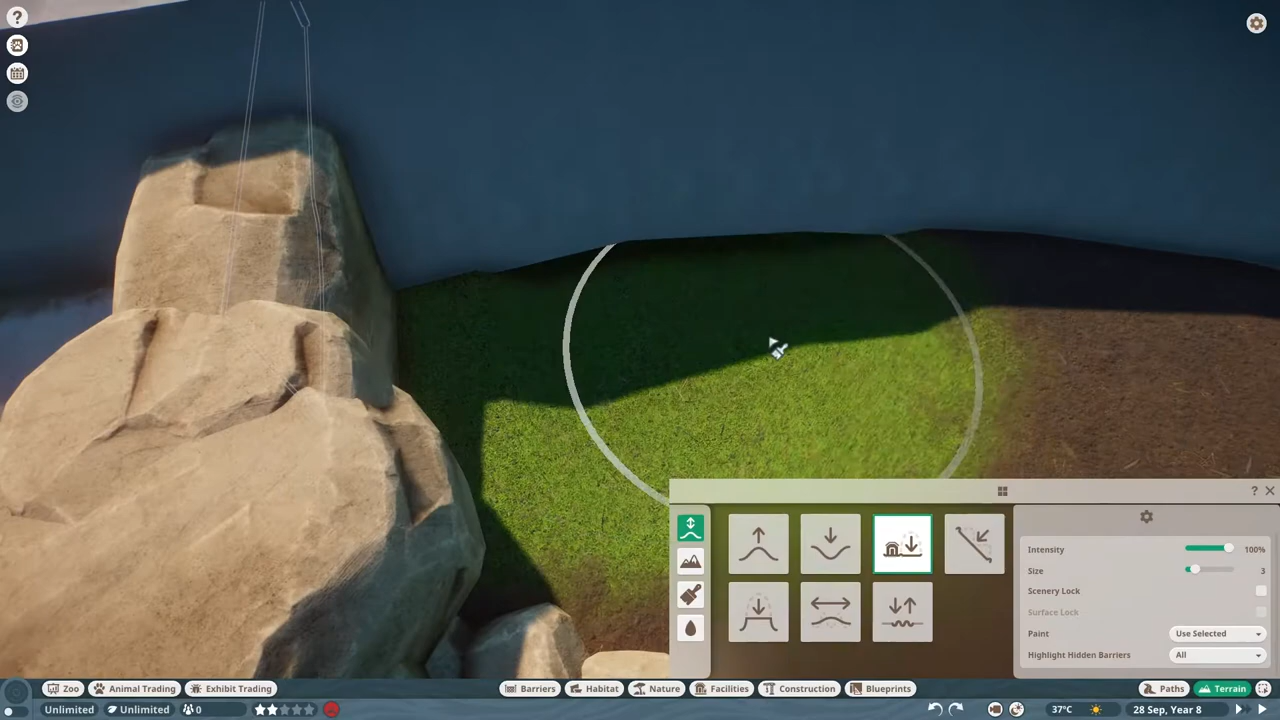 ?
?
Intensity 100%
Size 3
Scenery Lock
Surface Lock
Paint Use Selected
Highlight Hidden Barriers All
Zoo Animal Trading Exhibit Trading Barriers Habitat Nature Facilities Construction Blueprints Paths Terrain
Unlimited Unlimited 0 37°C 28 Sep, Year 8